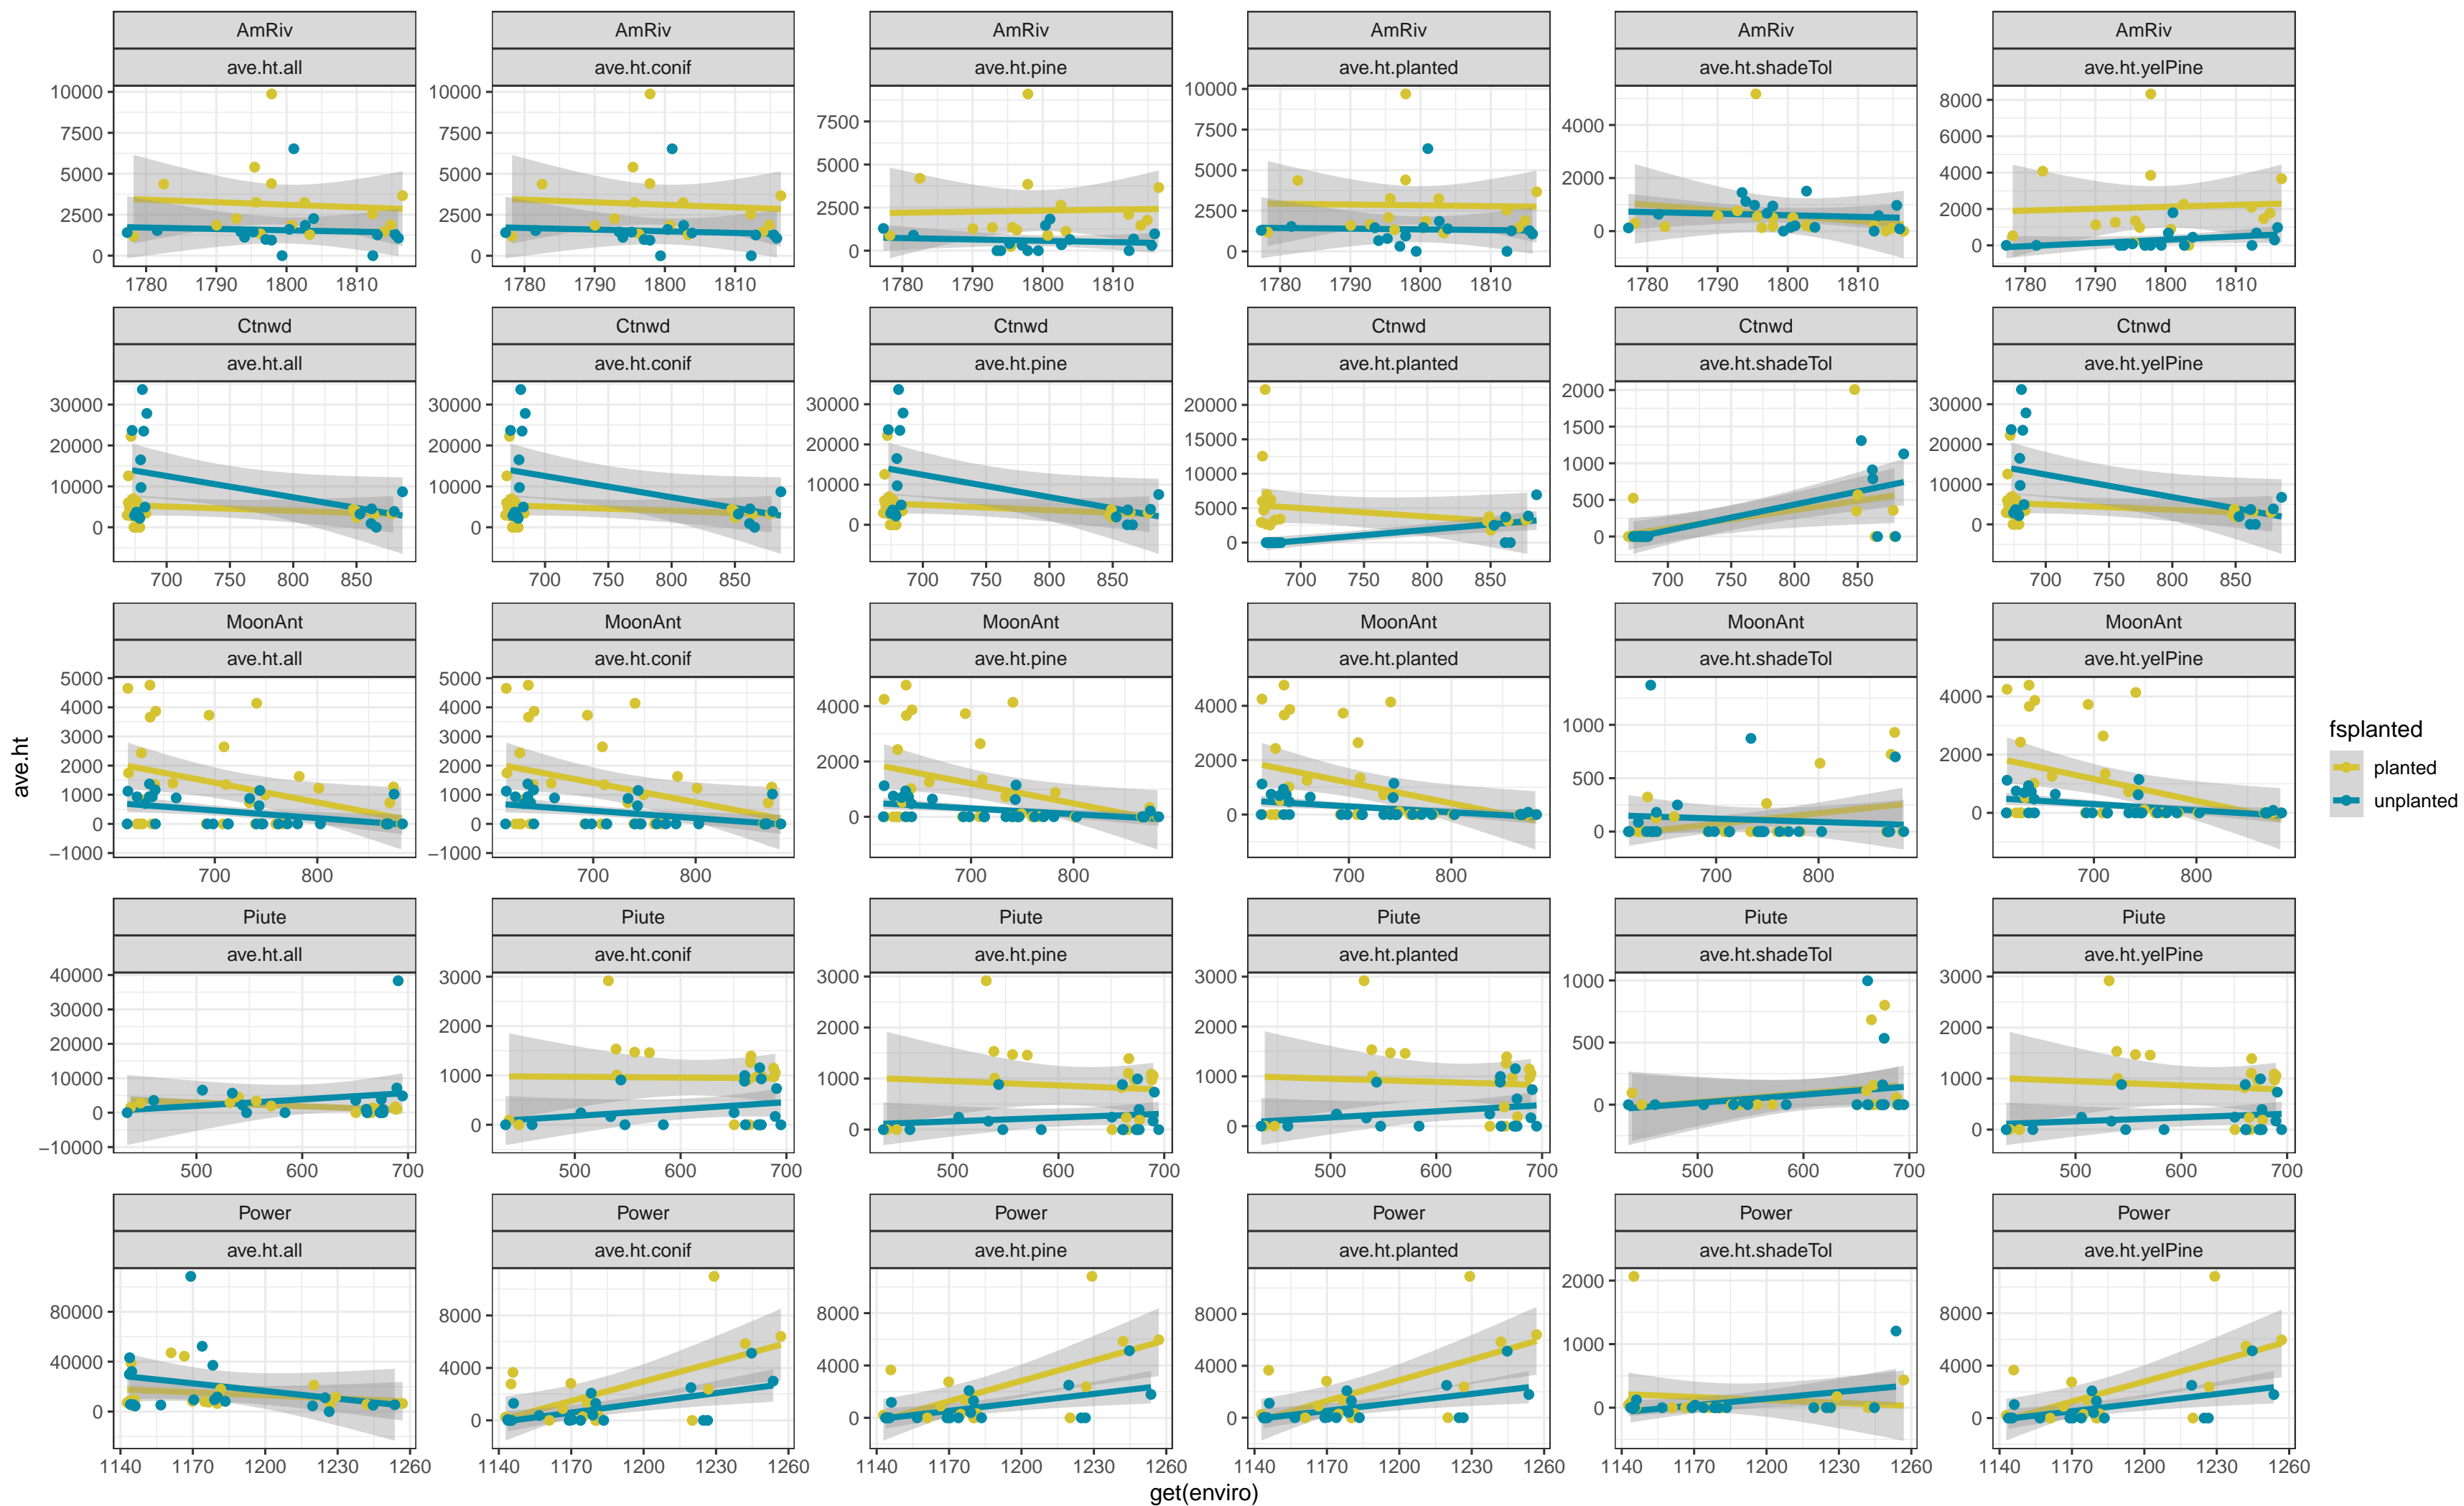 AmRiv AmRiv AmRiv AmRiv AmRiv AmRiv
ave.ht.all ave.ht.conif ave.ht.pine ave.ht.planted ave.ht.shadeTol ave.ht.yelPine
10000 7500 5000 2500 0
10000 7500 5000 2500 0
7500 5000 2500 0
10000 7500 5000 2500 0
4000 2000 0
8000 6000 4000 2000 0
1780 1790 1800 1810 1780 1790 1800 1810 1780 1790 1800 1810 1780 1790 1800 1810 1780 1790 1800 1810 1780 1790 1800 1810
Ctnwd Ctnwd Ctnwd Ctnwd Ctnwd Ctnwd
ave.ht.all ave.ht.conif ave.ht.pine ave.ht.planted ave.ht.shadeTol ave.ht.yelPine
30000 20000 10000 0
30000 20000 10000 0
30000 20000 10000 0
20000 15000 10000 5000 0
2000 1500 1000 500 0
30000 20000 10000 0
700 750 800 850 700 750 800 850 700 750 800 850 700 750 800 850 700 750 800 850 700 750 800 850
MoonAnt MoonAnt MoonAnt MoonAnt MoonAnt MoonAnt
ave.ht.all ave.ht.conif ave.ht.pine ave.ht.planted ave.ht.shadeTol ave.ht.yelPine
5000 4000 3000 2000 1000 0 −1000
5000 4000 3000 2000 1000 0 −1000
4000 2000 0
4000 2000 0
1000 500 0
4000 2000 0
700 800 700 800 700 800 700 800 700 800 700 800
Piute Piute Piute Piute Piute Piute
ave.ht.all ave.ht.conif ave.ht.pine ave.ht.planted ave.ht.shadeTol ave.ht.yelPine
40000 30000 20000 10000 0 −10000
3000 2000 1000 0
3000 2000 1000 0
3000 2000 1000 0
1000 500 0
3000 2000 1000 0
500 600 700 500 600 700 500 600 700 500 600 700 500 600 700 500 600 700
Power Power Power Power Power Power
ave.ht.all ave.ht.conif ave.ht.pine ave.ht.planted ave.ht.shadeTol ave.ht.yelPine
80000 40000 0
8000 4000 0
8000 4000 0
8000 4000 0
2000 1000 0
8000 4000 0
1140 1170 1200 1230 1260 1140 1170 1200 1230 1260 1140 1170 1200 1230 1260 1140 1170 1200 1230 1260 1140 1170 1200 1230 1260 1140 1170 1200 1230 1260
get(enviro)
ave.ht
fsplanted
planted
unplanted